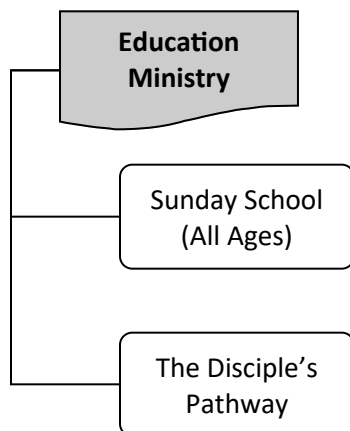 Education
Ministry
Sunday School
(All Ages)
The Disciple’s
Pathway